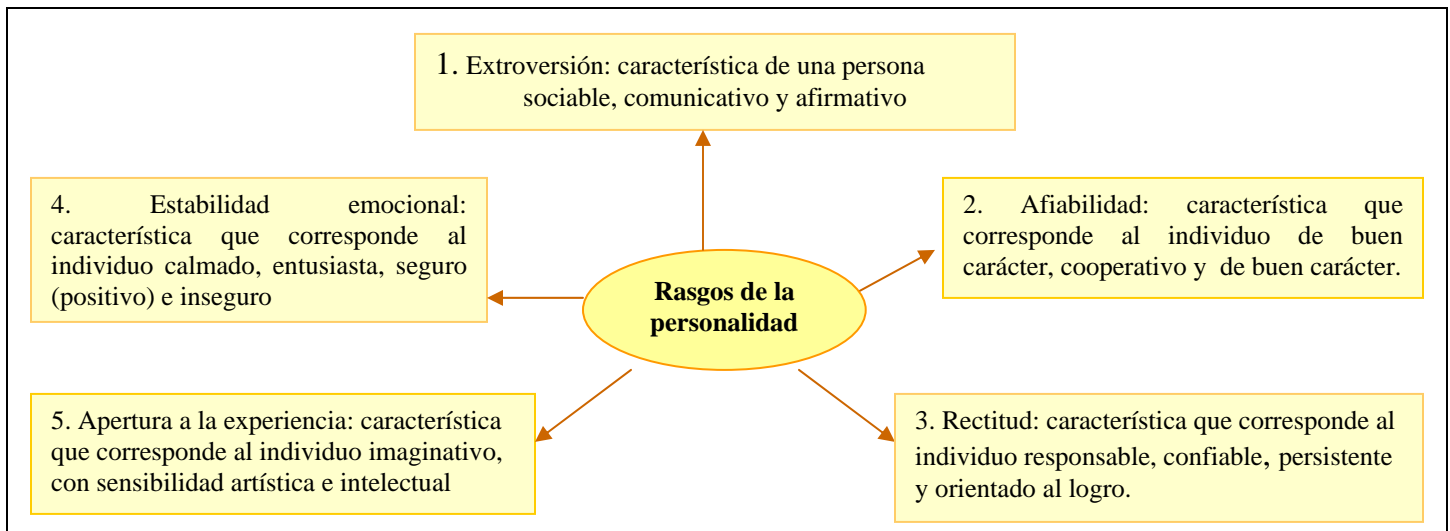 1. Extroversión: característica de una persona
sociable, comunicativo y afirmativo
4. Estabilidad emocional:
característica que corresponde al
individuo calmado, entusiasta, seguro
(positivo) e inseguro
2. Afiabilidad: característica que
corresponde al individuo de buen
carácter, cooperativo y de buen carácter.
Rasgos de la
personalidad
5. Apertura a la experiencia: característica
que corresponde al individuo imaginativo,
con sensibilidad artística e intelectual
3. Rectitud: característica que corresponde al
individuo responsable, confiable, persistente
y orientado al logro.